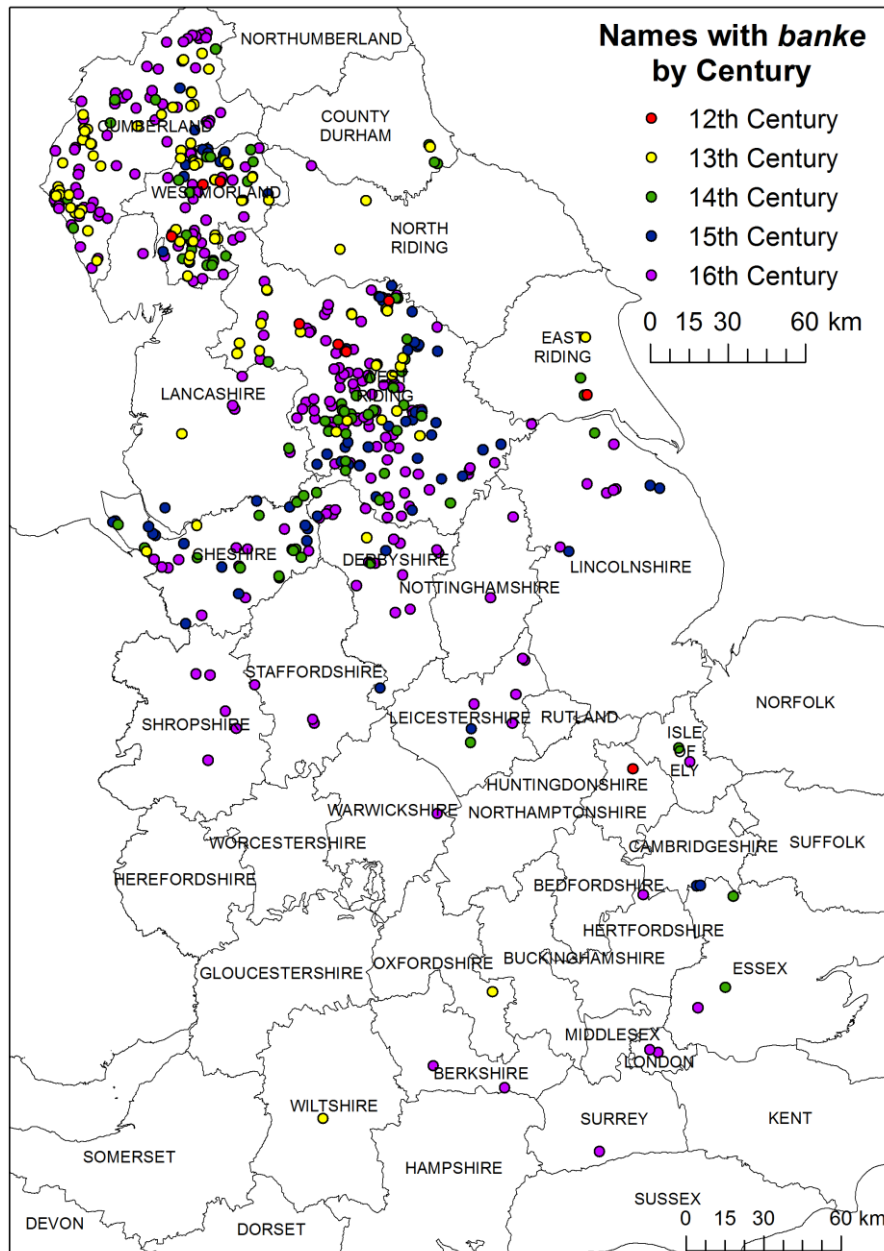 NORTHUMBERLAND
Names with banke
by Century
12th Century
13th Century
14th Century
15th Century
16th Century
0 15 30 60 km
COUNTY
DURHAM
CUMBERLAND
WESTMORLAND
NORTH
RIDING
EAST
RIDING
LANCASHIRE
WEST
RIDING
CHESHIRE
DERBYSHIRE
NOTTINGHAMSHIRE
LINCOLNSHIRE
STAFFORDSHIRE
SHROPSHIRE
LEICESTERSHIRE
RUTLAND
NORFOLK
ISLE
OF
ELY
HUNTINGDONSHIRE
NORTHAMPTONSHIRE
WARWICKSHIRE
WORCESTERSHIRE
CAMBRIDGESHIRE
SUFFOLK
HEREFORDSHIRE
BEDFORDSHIRE
HERTFORDSHIRE
BUCKINGHAMSHIRE
OXFORDSHIRE
GLOUCESTERSHIRE
ESSEX
MIDDLESEX
LONDON
BERKSHIRE
WILTSHIRE
SURREY
KENT
SOMERSET
HAMPSHIRE
SUSSEX
DEVON
DORSET
0 15 30 60 km